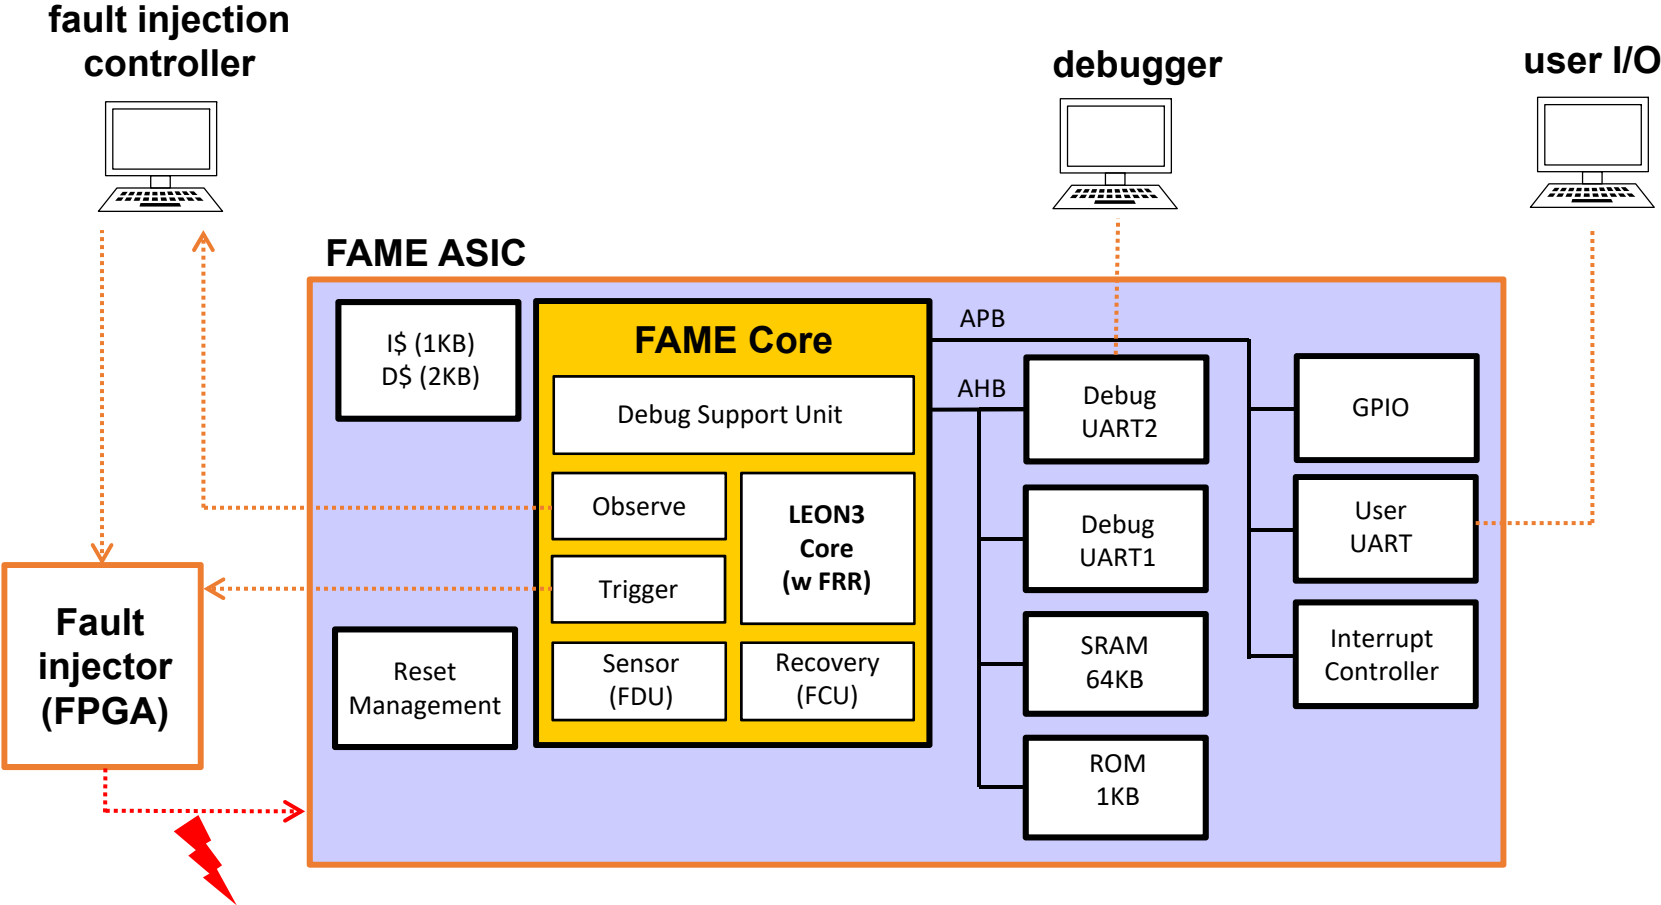 fault injection
controller
debugger
user I/O
FAME ASIC
I$ (1KB)
D$ (2KB)
FAME Core
Debug Support Unit
Observe
Trigger
LEON3
Core
(w FRR)
Sensor
(FDU)
Recovery
(FCU)
Reset
Management
Fault
injector
(FPGA)
APB
AHB
Debug
UART2
Debug
UART1
SRAM
64KB
ROM
1KB
GPIO
User
UART
Interrupt
Controller